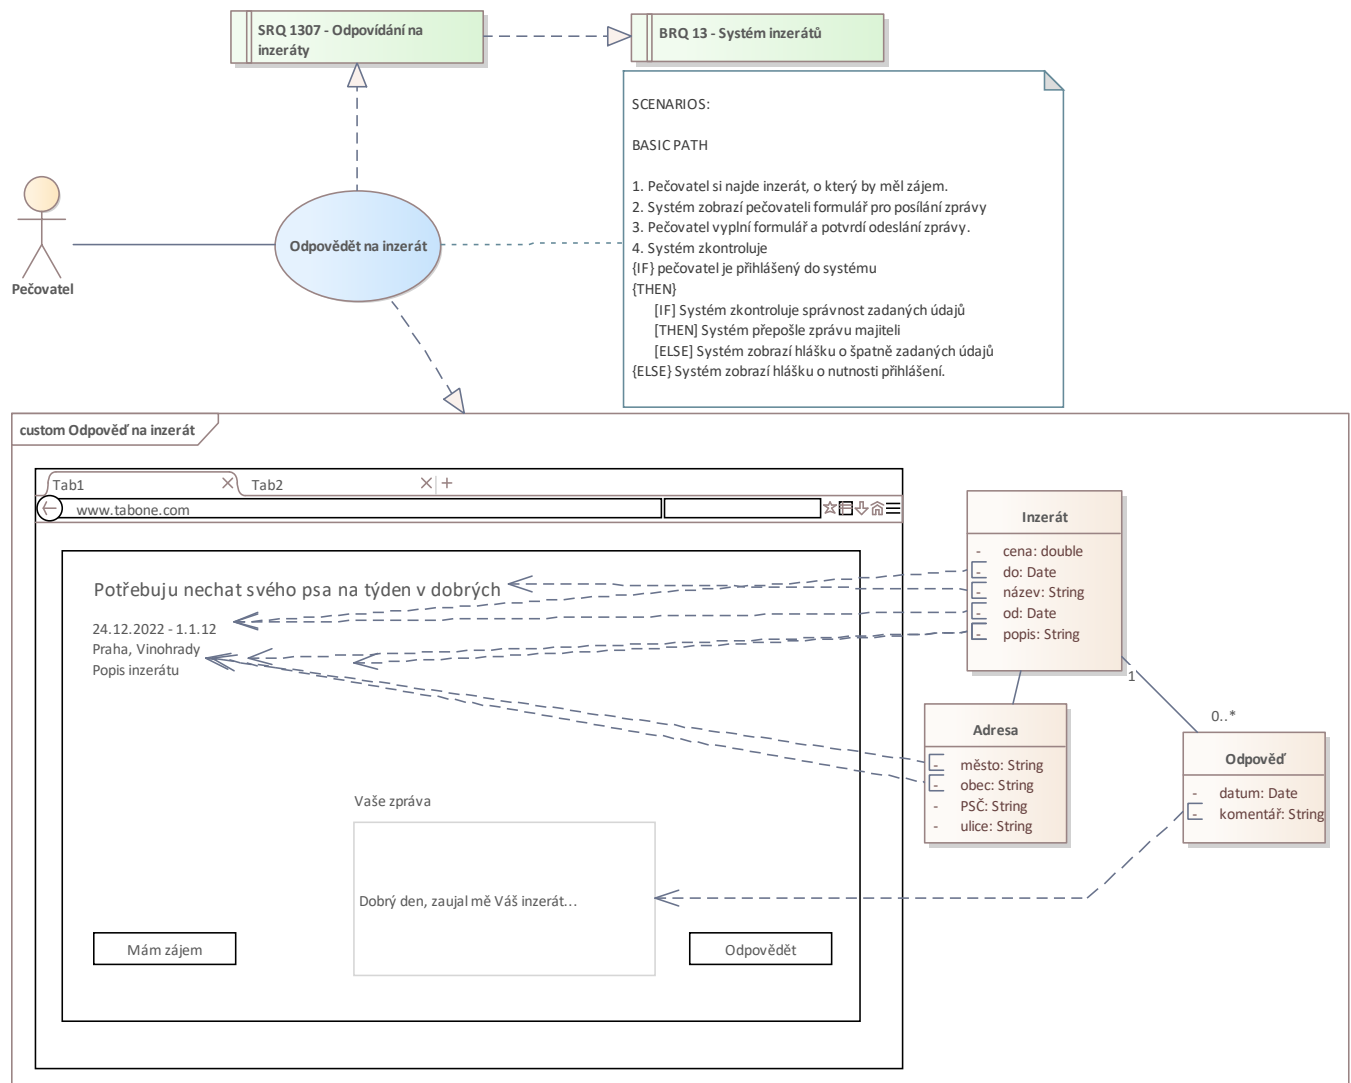 SRQ 1307 - Odpovídání na
inzeráty
BRQ 13 - Systém inzerátů
SCENARIOS:
BASIC PATH
1. Pečovatel si najde inzerát, o který by měl zájem.
2. Systém zobrazí pečovateli formulář pro posílání zprávy
3. Pečovatel vyplní formulář a potvrdí odeslání zprávy.
4. Systém zkontroluje
{IF} pečovatel je přihlášený do systému
{THEN}
[IF] Systém zkontroluje správnost zadaných údajů
[THEN] Systém přepošle zprávu majiteli
[ELSE] Systém zobrazí hlášku o špatně zadaných údajů
{ELSE} Systém zobrazí hlášku o nutnosti přihlášení.
Pečovatel
Odpovědět na inzerát
custom Odpověď na inzerát
Tab1
Tab2
www.tabone.com
Potřebuju nechat svého psa na týden v dobrých
24.12.2022 - 1.1.12
Praha, Vinohrady
Popis inzerátu
Vaše zpráva
Dobrý den, zaujal mě Váš inzerát...
Mám zájem
Odpovědět
Inzerát
- cena: double
- do: Date
- název: String
- od: Date
- popis: String
1
0..*
Adresa
- město: String
- obec: String
- PSČ: String
- ulice: String
Odpověď
- datum: Date
- komentář: String